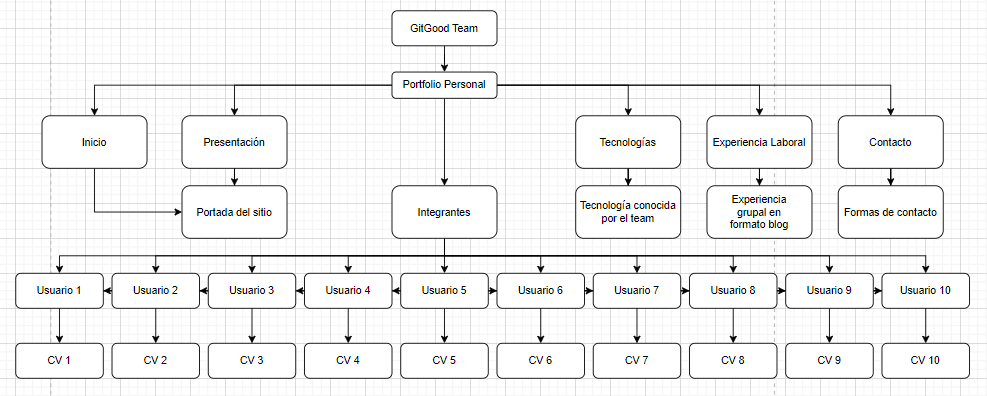 GitGood Team
Portfolio Personal
Inicio
Presentación
Tecnologías
Experiencia Laboral
Contacto
Portada del sitio
Integrantes
Tecnología conocida
por el team
Experiencia
grupal en
formato blog
Formas de contacto
Usuario 1
Usuario 2
Usuario 3
Usuario 4
Usuario 5
Usuario 6
Usuario 7
Usuario 8
Usuario 9
Usuario 10
CV 1
CV 2
CV 3
CV 4
CV 5
CV 6
CV 7
CV 8
CV 9
CV 10